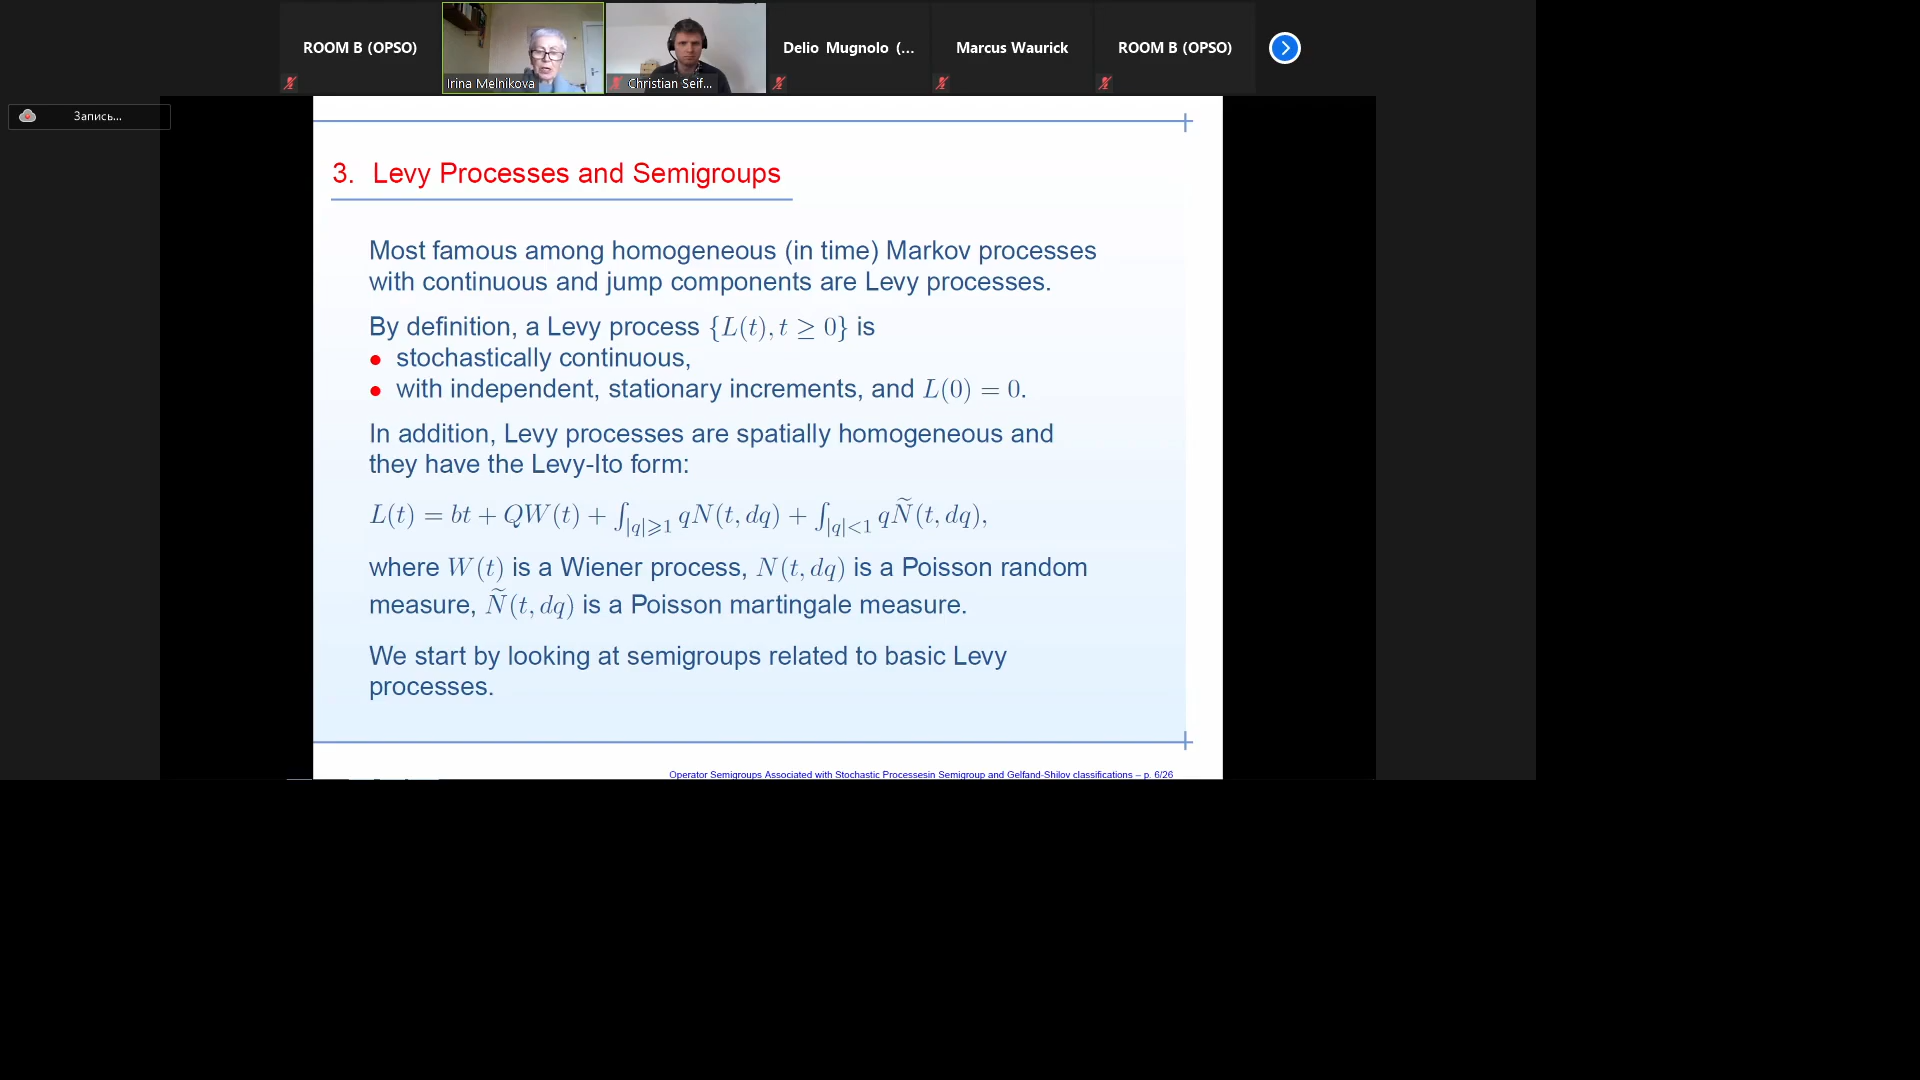 ROOM B (OPSO)
Irina Melnikova
Christian Seif...
Delio Mugnolo (...
Marcus Waurick
ROOM B (OPSO)
Запись...
3. Levy Processes and Semigroups
Most famous among homogeneous (in time) Markov processes
with continuous and jump components are Levy processes.
By definition, a Levy process {L(t), t ≥ 0} is
● stochastically continuous,
● with independent, stationary increments, and L(0) = 0.
In addition, Levy processes are spatially homogeneous and
they have the Levy-Ito form:
L(t) = bt + QW(t) + ∫_{|q|⩾1} qN(t, dq) + ∫_{|q|<1} qÑ(t, dq),
where W(t) is a Wiener process, N(t, dq) is a Poisson random
measure, Ñ(t, dq) is a Poisson martingale measure.
We start by looking at semigroups related to basic Levy
processes.
Operator Semigroups Associated with Stochastic Processesin Semigroup and Gelfand-Shilov classifications – p. 6/26